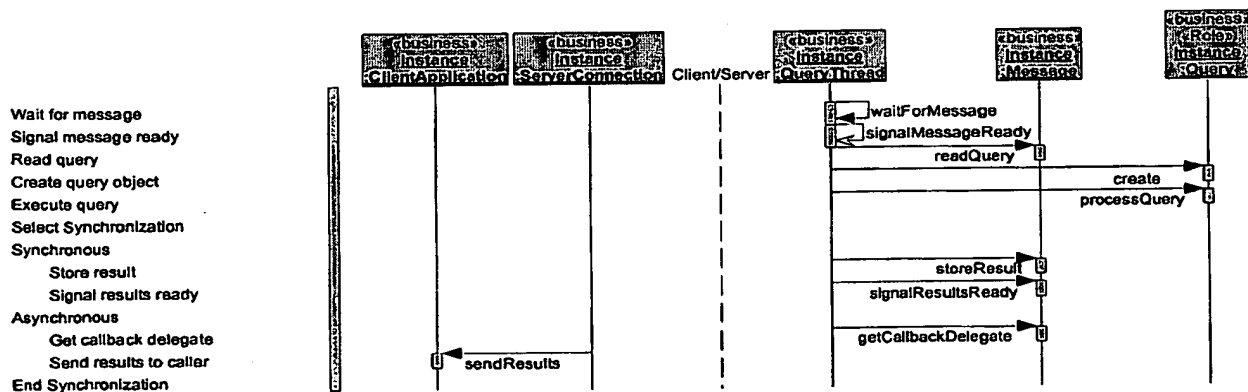 «business»
Instance
:ClientApplication
«business»
Instance
:ServerConnection
Client/Server
«business»
Instance
:QueryThread
«business»
Instance
:Message
«business»
«Role»
Instance
:Query
Wait for message
Signal message ready
Read query
Create query object
Execute query
Select Synchronization
Synchronous
Store result
Signal results ready
Asynchronous
Get callback delegate
Send results to caller
End Synchronization
waitForMessage
signalMessageReady
readQuery
create
processQuery
storeResult
signalResultsReady
getCallbackDelegate
sendResults